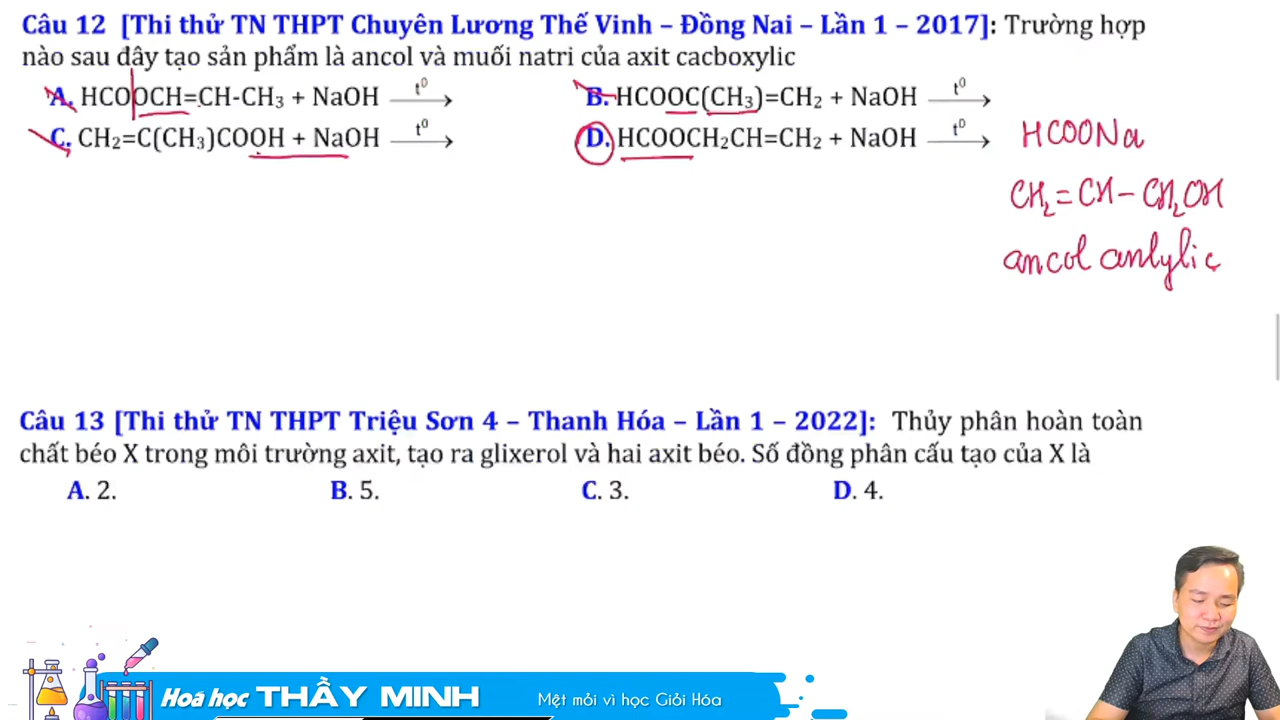 Câu 12 [Thi thử TN THPT Chuyên Lương Thế Vinh – Đồng Nai – Lần 1 – 2017]: Trường hợp
nào sau đây tạo sản phẩm là ancol và muối natri của axit cacboxylic
A. HCOOCH=CH-CH₃ + NaOH t⁰ →
B. HCOOC(CH₃)=CH₂ + NaOH t⁰ →
C. CH₂=C(CH₃)COOH + NaOH t⁰ →
D. HCOOCH₂CH=CH₂ + NaOH t⁰ →
HCOONa
CH₂=CH–CH₂OH
ancol anlylic
Câu 13 [Thi thử TN THPT Triệu Sơn 4 – Thanh Hóa – Lần 1 – 2022]: Thủy phân hoàn toàn
chất béo X trong môi trường axit, tạo ra glixerol và hai axit béo. Số đồng phân cấu tạo của X là
A. 2. B. 5. C. 3. D. 4.
Hoá học THẦY MINH Mệt mỏi vì học Giỏi Hóa